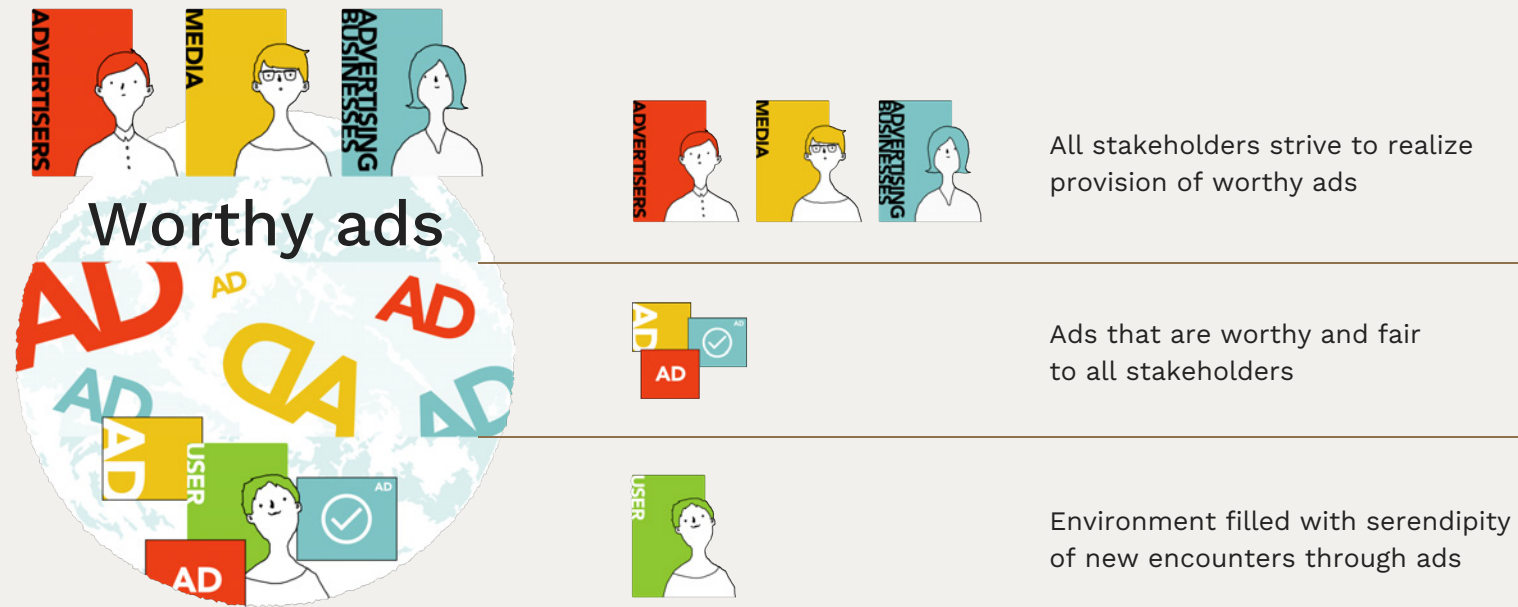 ADVERTISERS
MEDIA
ADVERTISING
BUSINESSES
Worthy ads
AD
AD
AD
AD
AD
AD
AD
USER
AD
AD
ADVERTISERS
MEDIA
ADVERTISING
BUSINESSES
All stakeholders strive to realize
provision of worthy ads
AD
AD
AD
Ads that are worthy and fair
to all stakeholders
USER
Environment filled with serendipity
of new encounters through ads